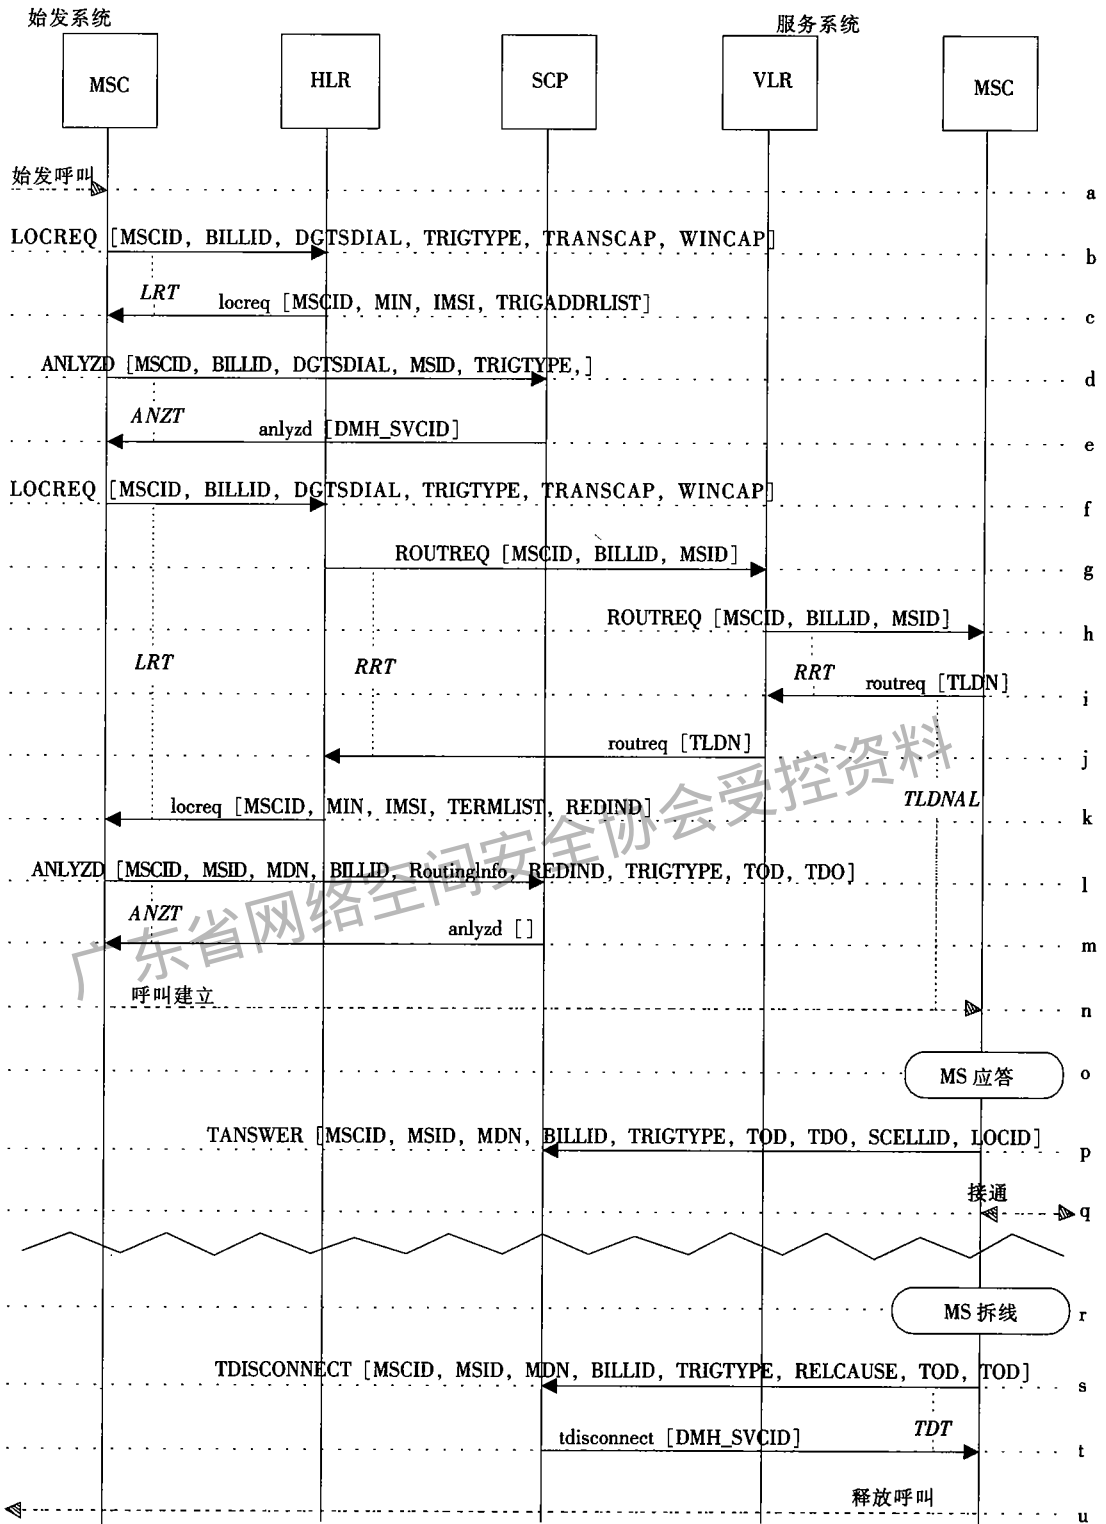 始发系统
服务系统
MSC
HLR
SCP
VLR
MSC
始发呼叫
a
LOCREQ [MSCID, BILLID, DGTSDIAL, TRIGTYPE, TRANSCAP, WINCAP]
b
LRT
locreq [MSCID, MIN, IMSI, TRIGADDRLIST]
c
ANLYZD [MSCID, BILLID, DGTSDIAL, MSID, TRIGTYPE,]
d
ANZT
anlyzd [DMH_SVCID]
e
LOCREQ [MSCID, BILLID, DGTSDIAL, TRIGTYPE, TRANSCAP, WINCAP]
f
ROUTREQ [MSCID, BILLID, MSID]
g
ROUTREQ [MSCID, BILLID, MSID]
h
LRT
RRT
RRT
routreq [TLDN]
i
routreq [TLDN]
j
TLDNAL
locreq [MSCID, MIN, IMSI, TERMLIST, REDIND]
k
ANLYZD [MSCID, MSID, MDN, BILLID, RoutingInfo, REDIND, TRIGTYPE, TOD, TDO]
l
ANZT
anlyzd []
m
呼叫建立
n
MS 应答
o
TANSWER [MSCID, MSID, MDN, BILLID, TRIGTYPE, TOD, TDO, SCELLID, LOCID]
p
接通
q
MS 拆线
r
TDISCONNECT [MSCID, MSID, MDN, BILLID, TRIGTYPE, RELCAUSE, TOD, TOD]
s
TDT
tdisconnect [DMH_SVCID]
t
释放呼叫
u
广东省网络空间安全协会受控资料